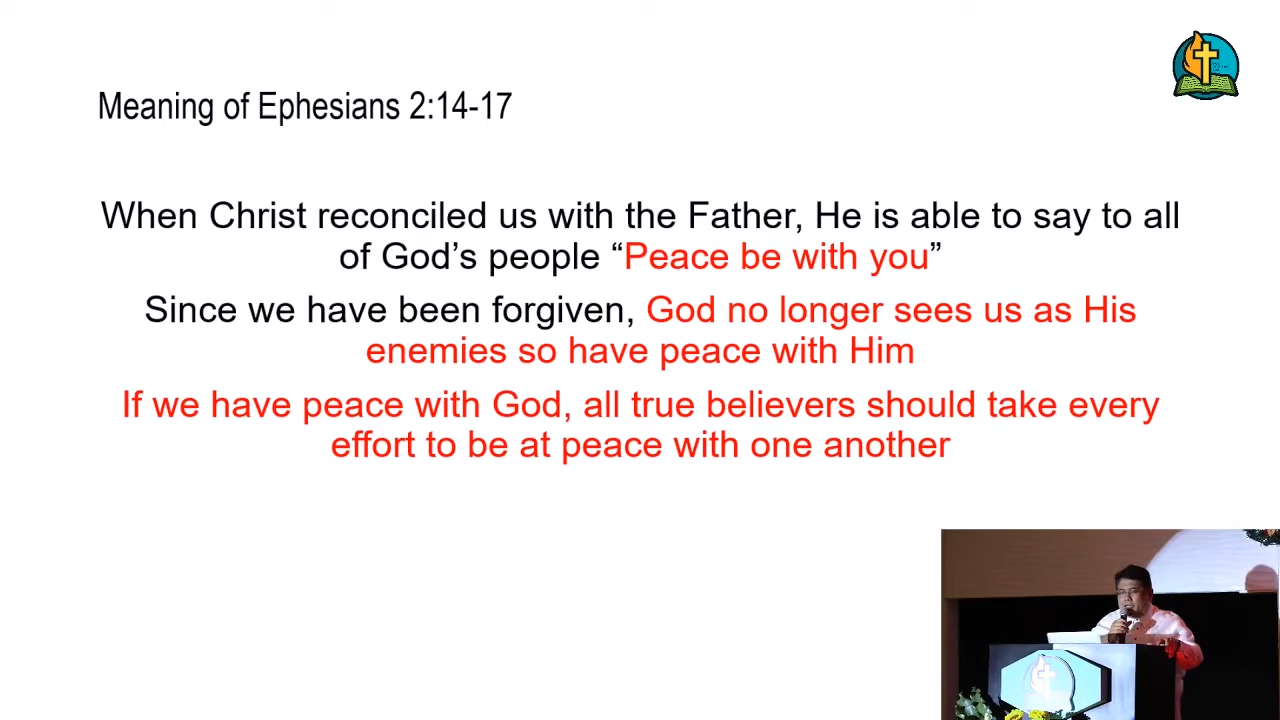 Meaning of Ephesians 2:14-17
When Christ reconciled us with the Father, He is able to say to all
of God’s people “Peace be with you”
Since we have been forgiven, God no longer sees us as His
enemies so have peace with Him
If we have peace with God, all true believers should take every
effort to be at peace with one another